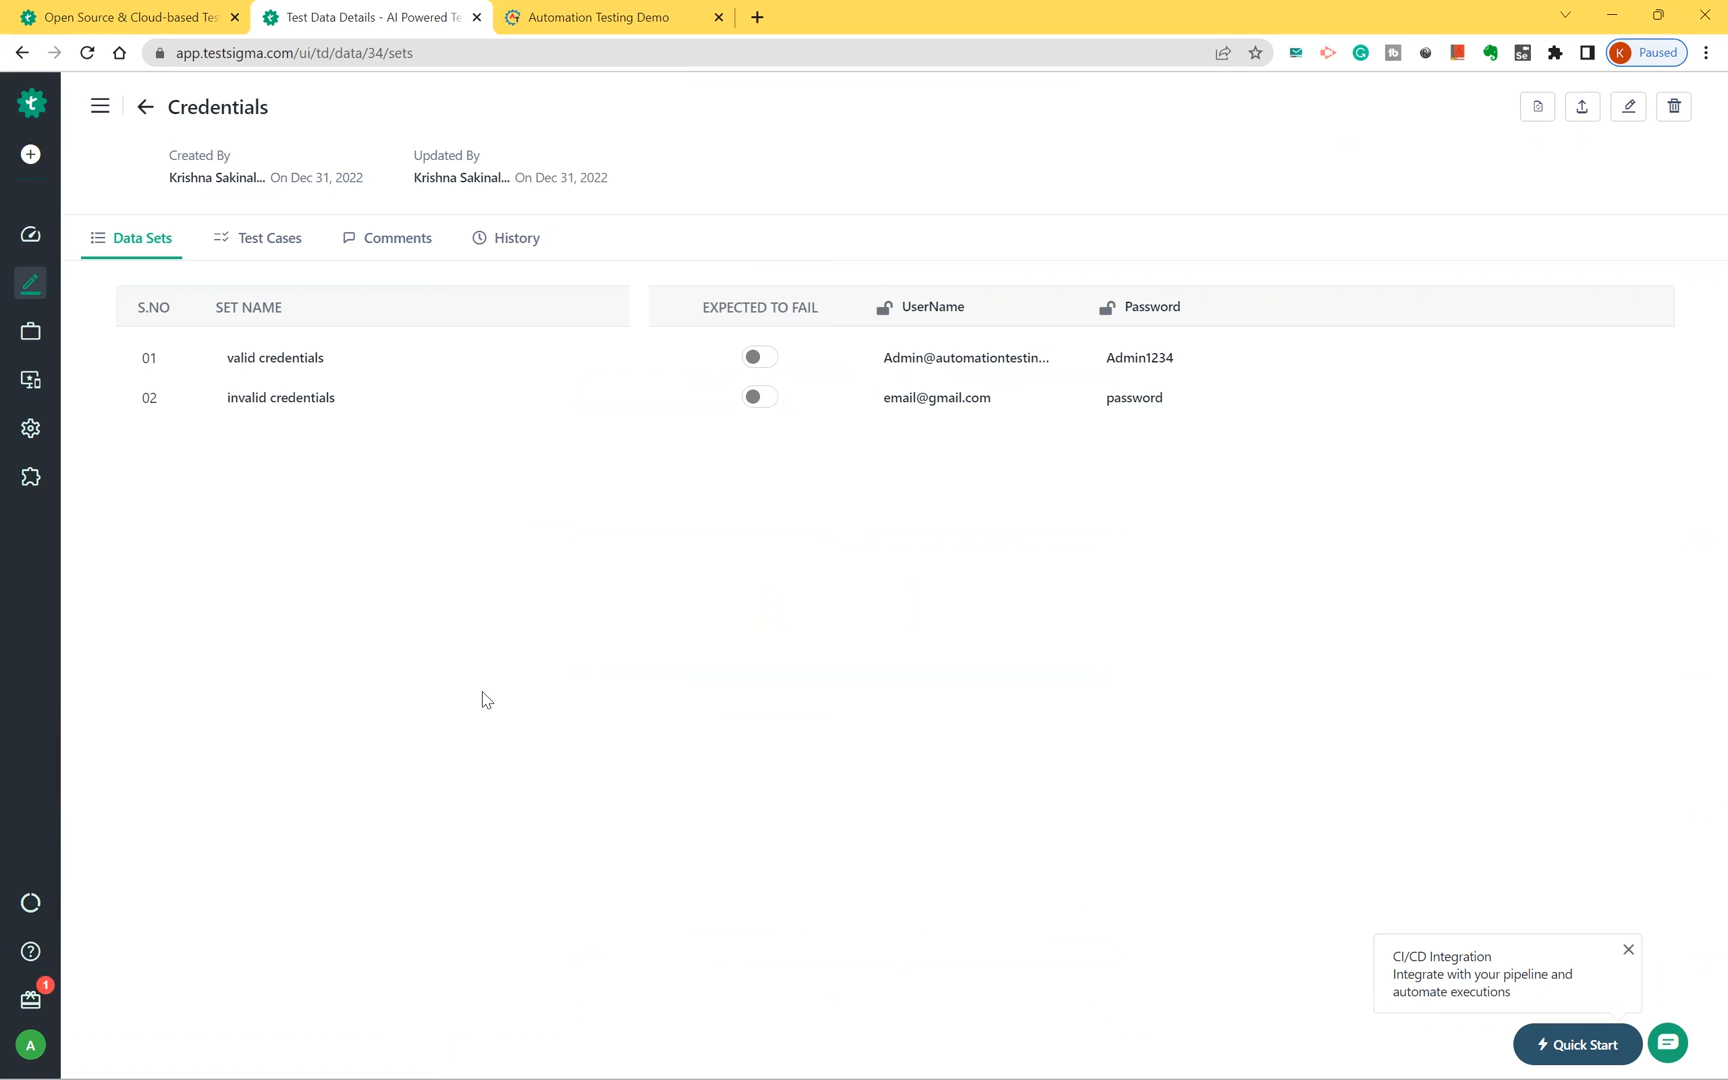 Open Source & Cloud-based Tes
Test Data Details - AI Powered Te
Automation Testing Demo
app.testsigma.com/ui/td/data/34/sets
K Paused
Credentials
Created By
Updated By
Krishna Sakinal... On Dec 31, 2022
Krishna Sakinal... On Dec 31, 2022
Data Sets
Test Cases
Comments
History
S.NO
SET NAME
EXPECTED TO FAIL
UserName
Password
01
valid credentials
Admin@automationtestin...
Admin1234
02
invalid credentials
email@gmail.com
password
CI/CD Integration
Integrate with your pipeline and
automate executions
1
A
Quick Start